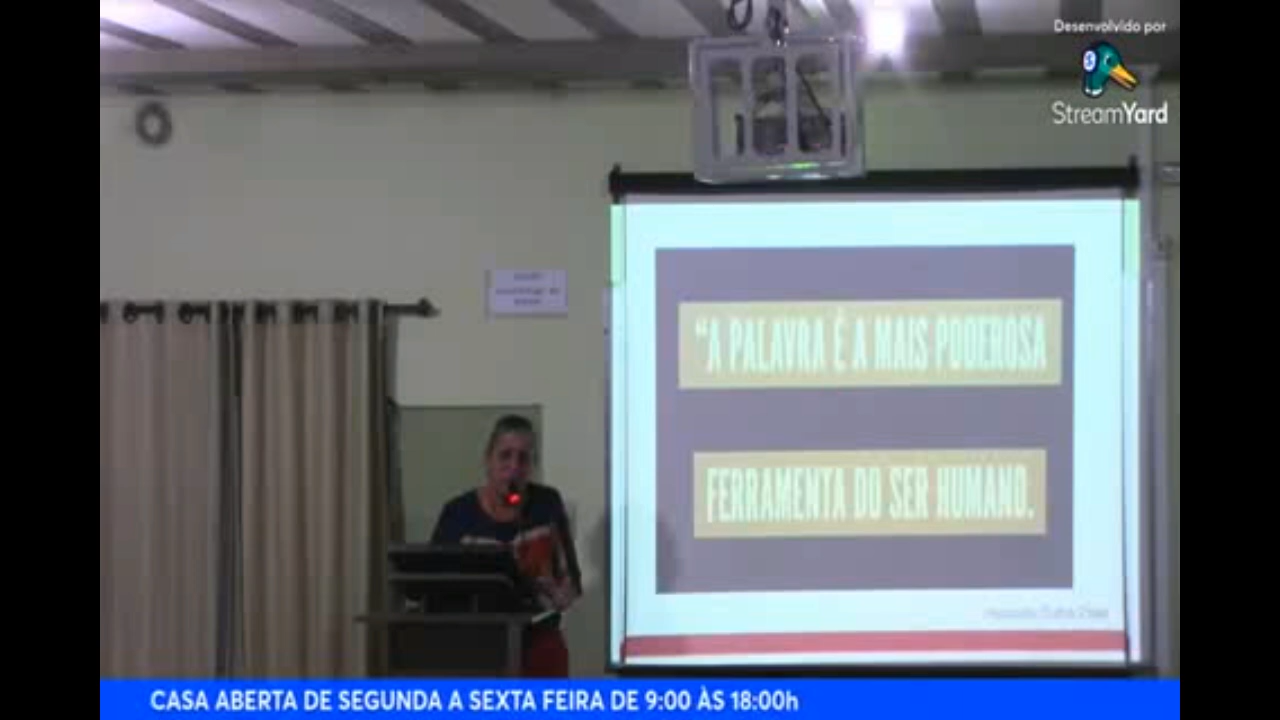 Desenvolvido por
StreamYard
"A PALAVRA É A MAIS PODEROSA
FERRAMENTA DO SER HUMANO.
CASA ABERTA DE SEGUNDA A SEXTA FEIRA DE 9:00 ÀS 18:00h